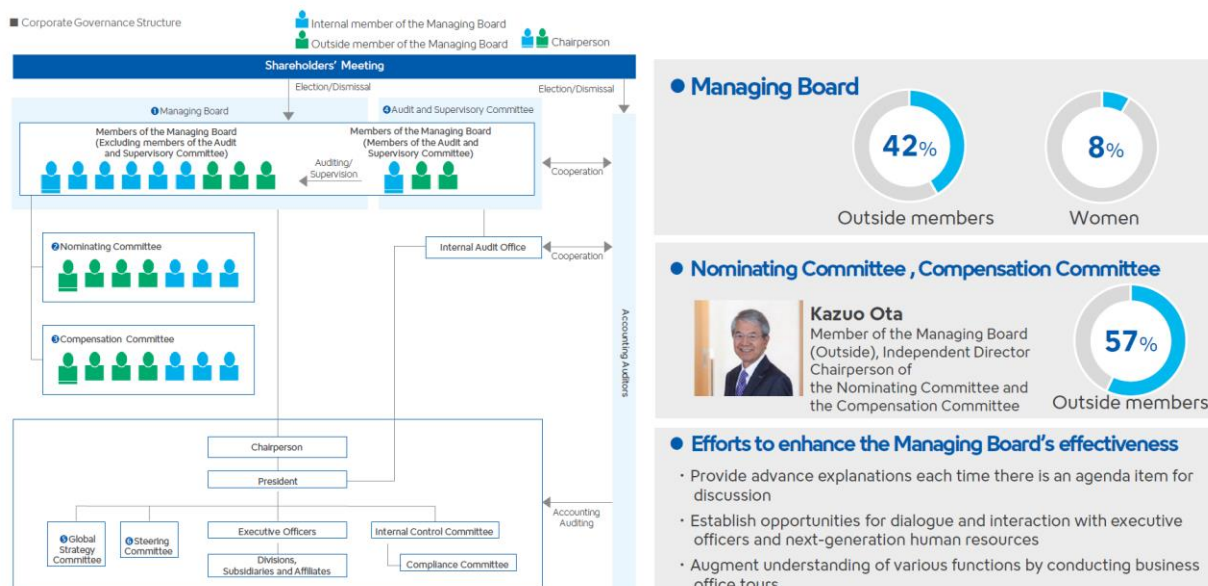 ■ Corporate Governance Structure
Internal member of the Managing Board
Outside member of the Managing Board
Chairperson
Shareholders' Meeting
Election/Dismissal
Election/Dismissal
❶Managing Board
❹Audit and Supervisory Committee
Members of the Managing Board
(Excluding members of the Audit
and Supervisory Committee)
Auditing/
Supervision
Members of the Managing Board
(Members of the Audit and
Supervisory Committee)
Cooperation
❷Nominating Committee
Internal Audit Office
Cooperation
❸Compensation Committee
Accounting Auditors
Chairperson
President
Accounting
Auditing
❺Global
Strategy
Committee
❻Steering
Committee
Executive Officers
Internal Control Committee
Divisions,
Subsidiaries and Affiliates
Compliance Committee
● Managing Board
42%
Outside members
8%
Women
● Nominating Committee , Compensation Committee
Kazuo Ota
Member of the Managing Board
(Outside), Independent Director
Chairperson of
the Nominating Committee and
the Compensation Committee
57%
Outside members
● Efforts to enhance the Managing Board's effectiveness
・Provide advance explanations each time there is an agenda item for
discussion
・Establish opportunities for dialogue and interaction with executive
officers and next-generation human resources
・Augment understanding of various functions by conducting business
office tours